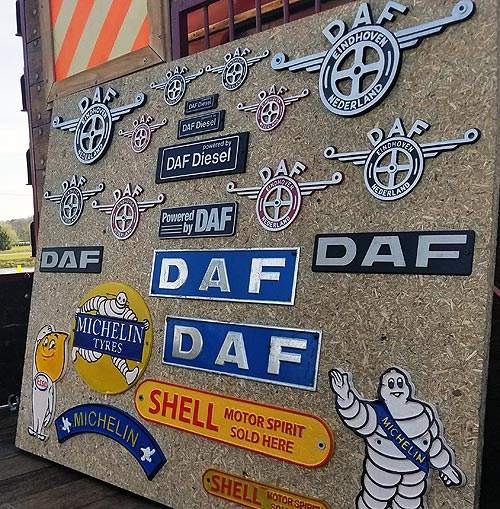 DAF
EINDHOVEN
NEDERLAND
DAF
DAF
DAF
DAF
DAF
DAF
EINDHOVEN
NEDERLAND
DAF Diesel
DAF Diesel
powered by
DAF Diesel
DAF
DAF
DAF
Powered
by DAF
DAF
DAF
DAF
DAF
MICHELIN
TYRES
MICHELIN
SHELL MOTOR SPIRIT
SOLD HERE
MICHELIN
SHELL MOTOR SPIRIT
SOLD HERE